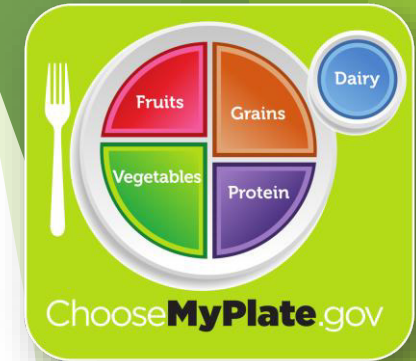 Dairy
Fruits
Grains
Vegetables
Protein
ChooseMyPlate.gov